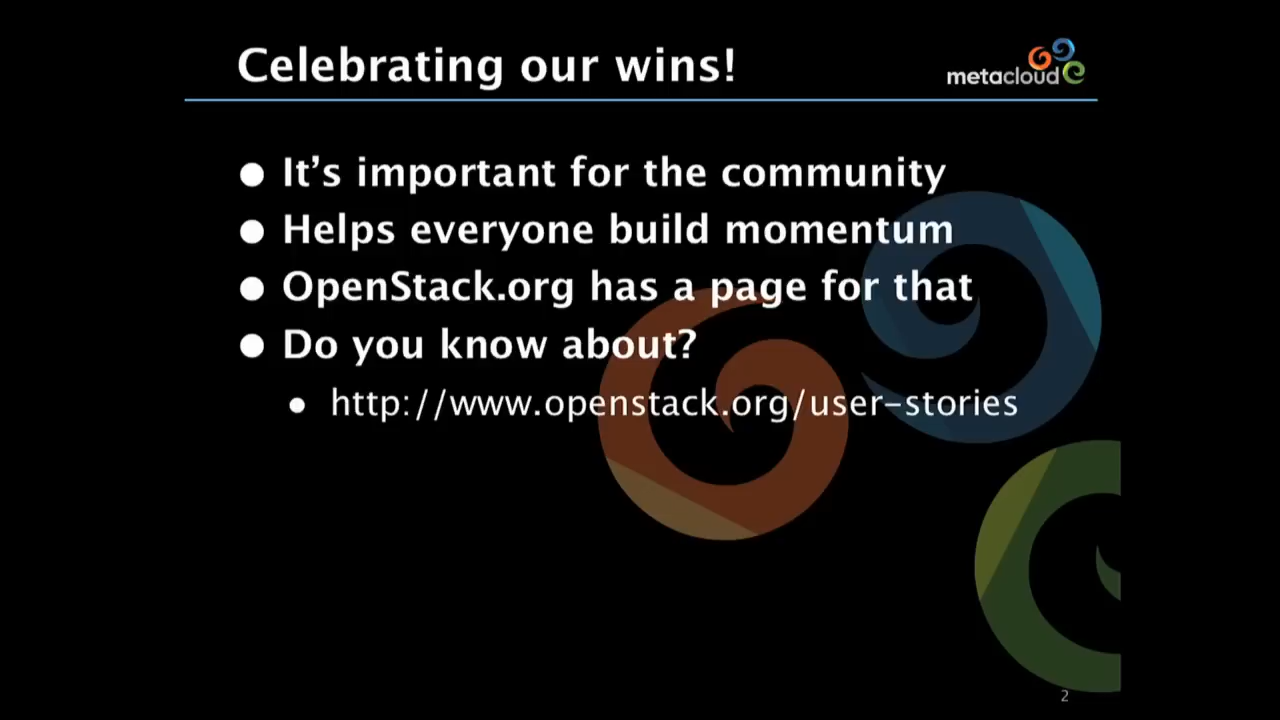 Celebrating our wins!
metacloud
● It’s important for the community
● Helps everyone build momentum
● OpenStack.org has a page for that
● Do you know about?
● http://www.openstack.org/user-stories
2